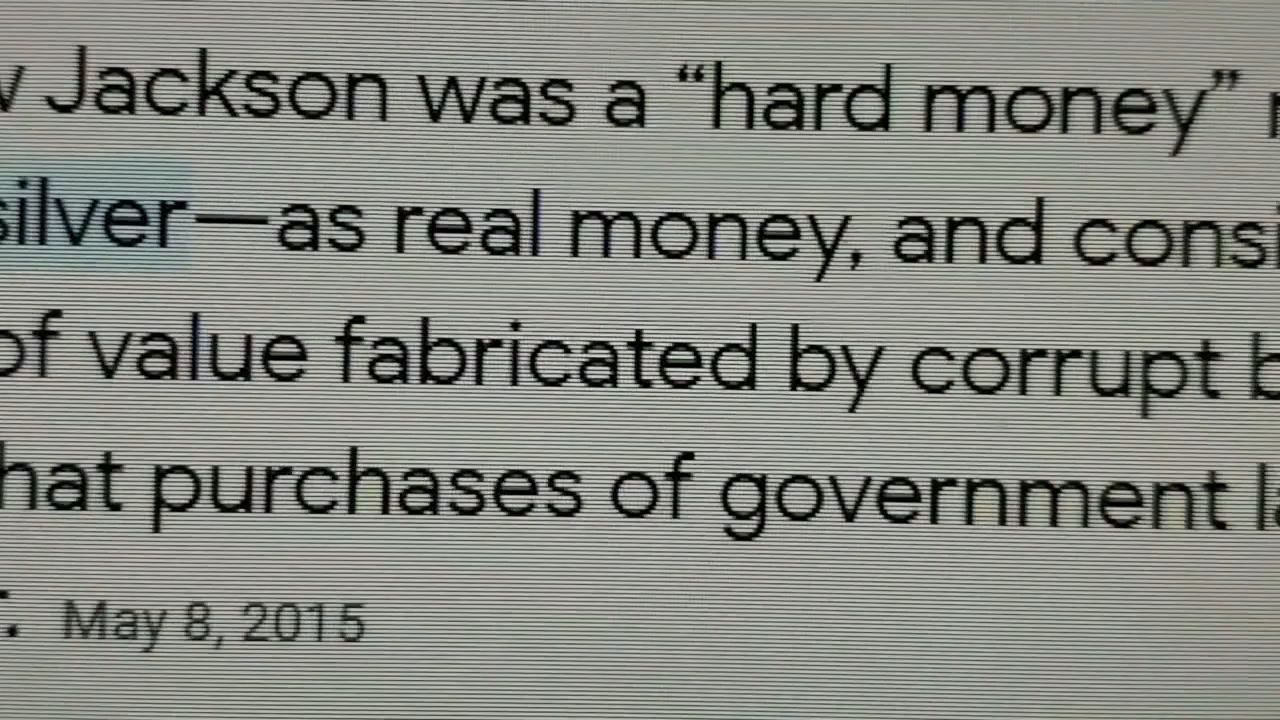 Jackson was a “hard money”
silver—as real money, and consi
of value fabricated by corrupt b
hat purchases of government l
. May 8, 2015